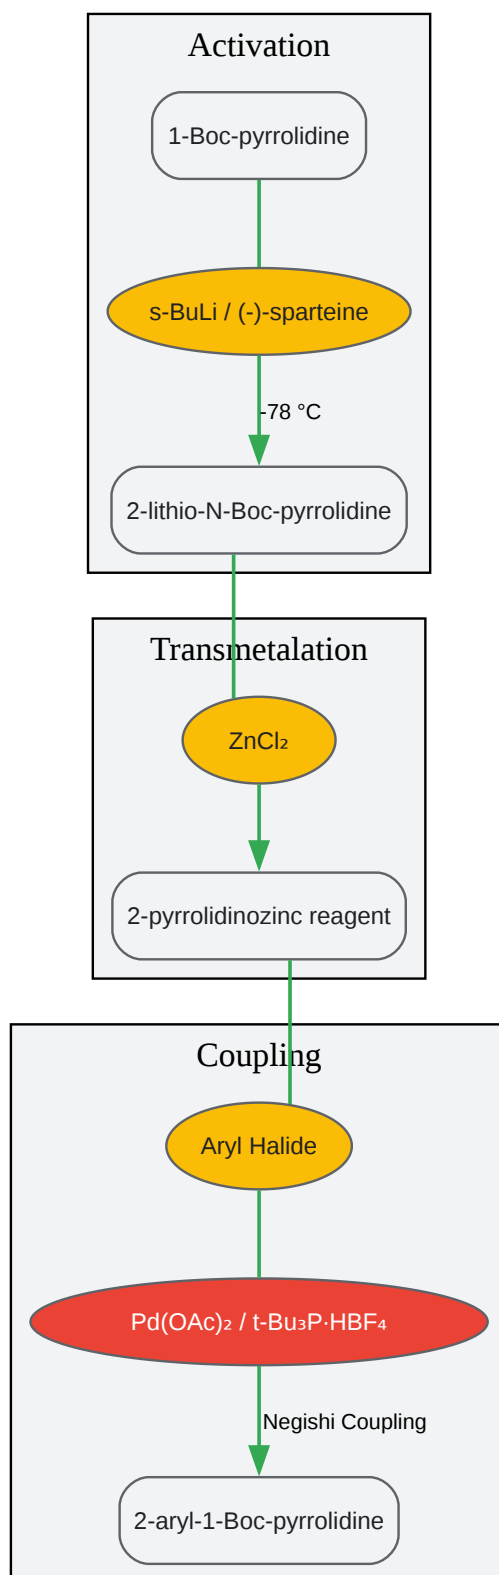 Activation
1-Boc-pyrrolidine
s-BuLi / (-)-sparteine
-78 °C
2-lithio-N-Boc-pyrrolidine
Transmetalation
ZnCl₂
2-pyrrolidinozinc reagent
Coupling
Aryl Halide
Pd(OAc)₂ / t-Bu₃P·HBF₄
Negishi Coupling
2-aryl-1-Boc-pyrrolidine